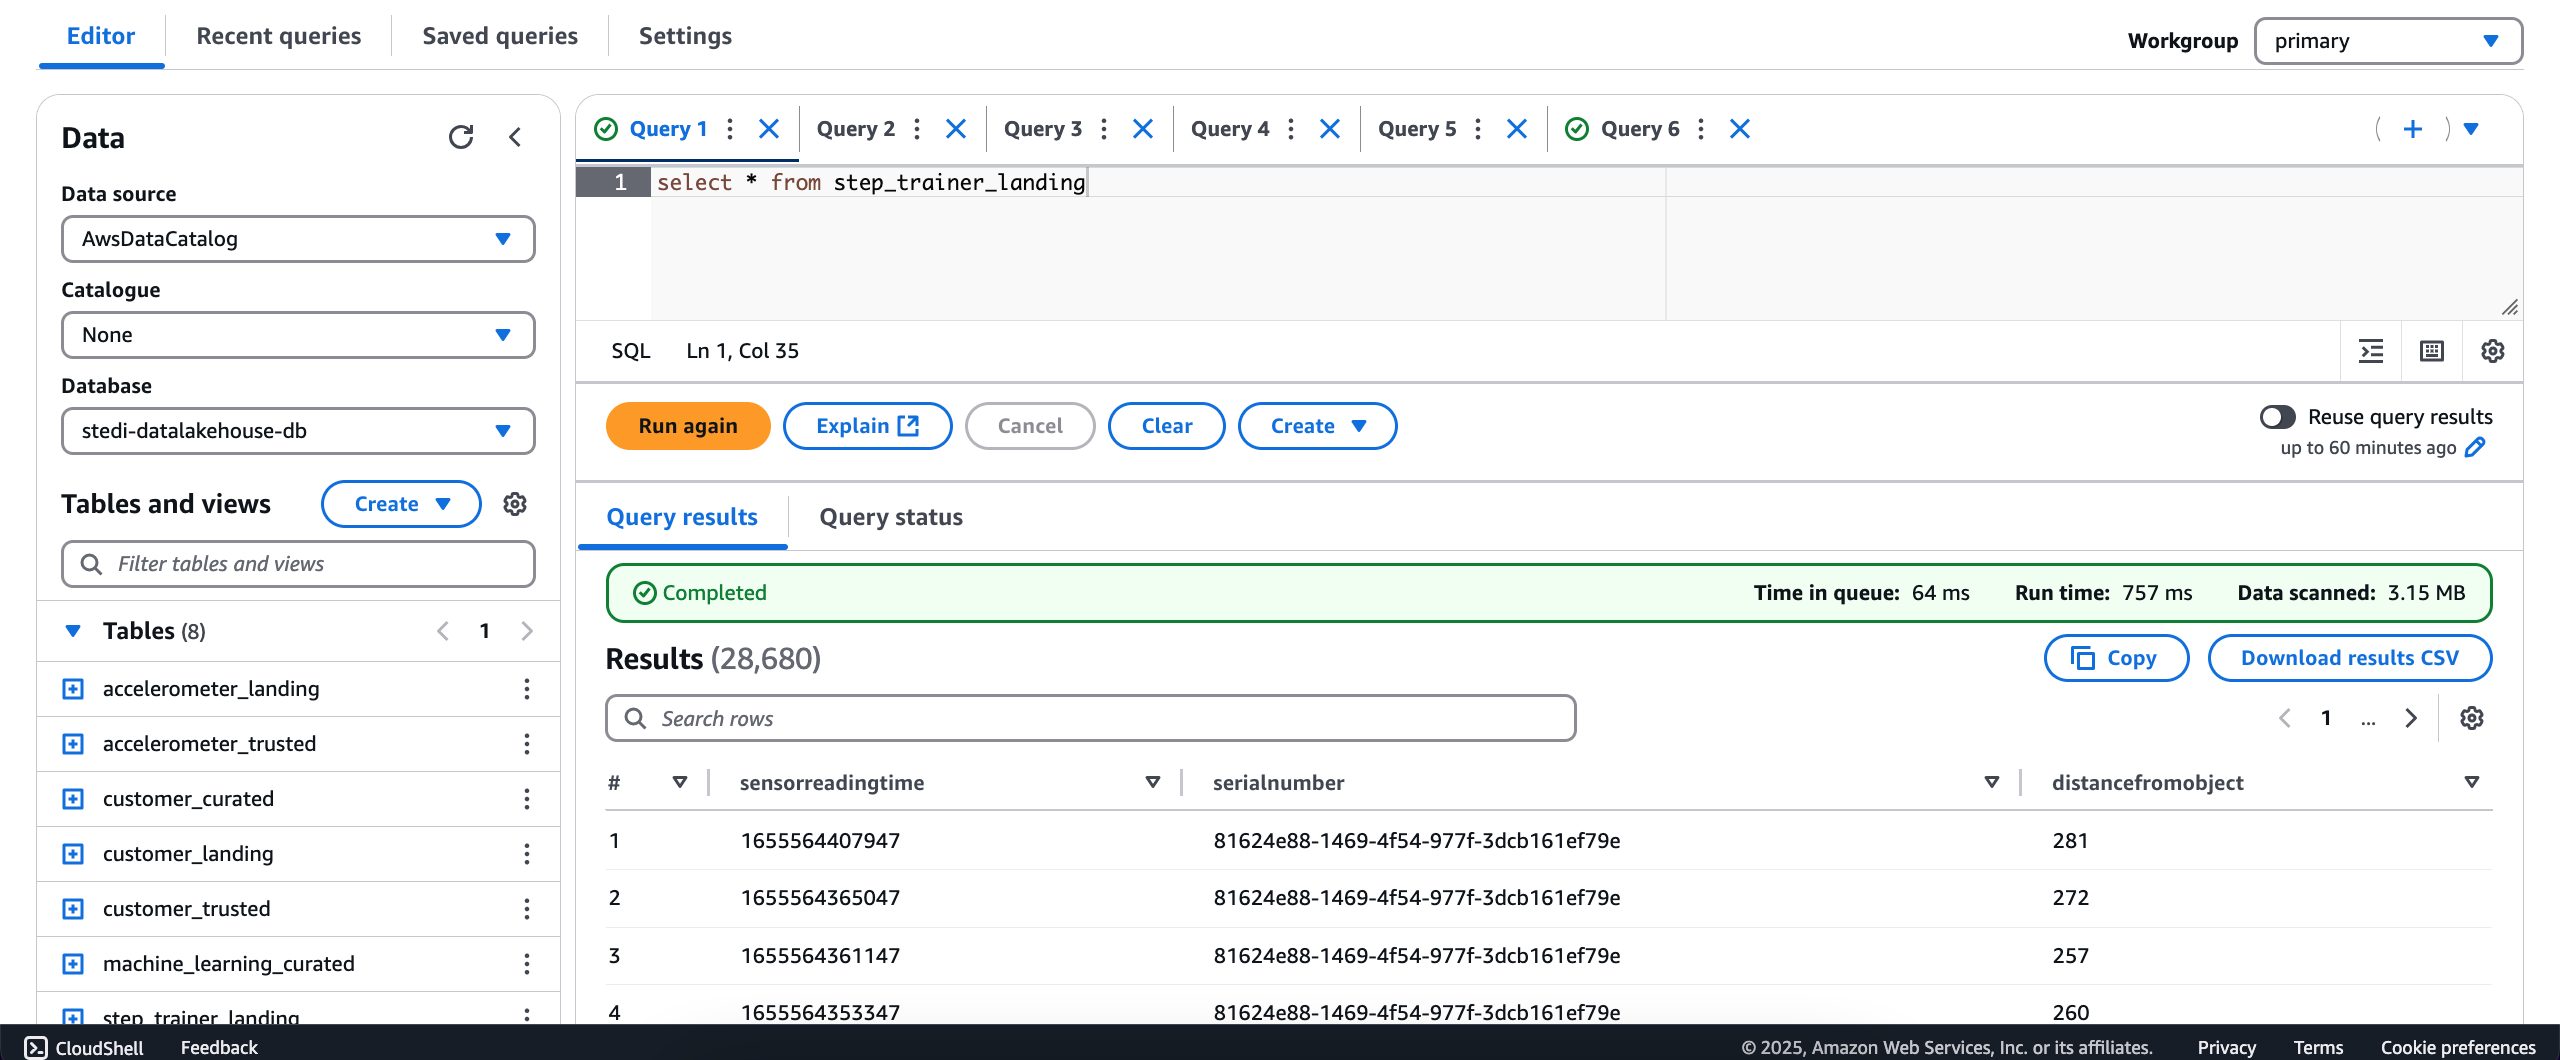 Editor
Recent queries
Saved queries
Settings
Workgroup
primary
Data
Data source
AwsDataCatalog
Catalogue
None
Database
stedi-datalakehouse-db
Tables and views
Create
Filter tables and views
Tables (8)
1
accelerometer_landing
accelerometer_trusted
customer_curated
customer_landing
customer_trusted
machine_learning_curated
step_trainer_landing
Query 1
Query 2
Query 3
Query 4
Query 5
Query 6
1 select * from step_trainer_landing
SQL Ln 1, Col 35
Run again
Explain
Cancel
Clear
Create
Reuse query results
up to 60 minutes ago
Query results
Query status
Completed
Time in queue: 64 ms
Run time: 757 ms
Data scanned: 3.15 MB
Results (28,680)
Copy
Download results CSV
Search rows
1 ...
# sensorreadingtime serialnumber distancefromobject
1 1655564407947 81624e88-1469-4f54-977f-3dcb161ef79e 281
2 1655564365047 81624e88-1469-4f54-977f-3dcb161ef79e 272
3 1655564361147 81624e88-1469-4f54-977f-3dcb161ef79e 257
4 1655564353347 81624e88-1469-4f54-977f-3dcb161ef79e 260
CloudShell
Feedback
© 2025, Amazon Web Services, Inc. or its affiliates.
Privacy
Terms
Cookie preferences